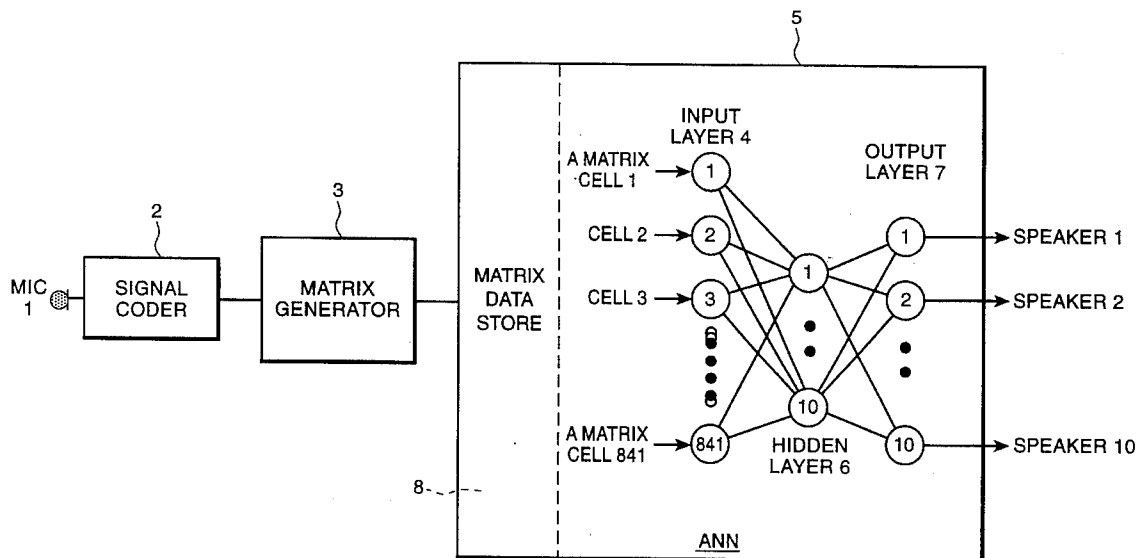 5
INPUT
LAYER 4
OUTPUT
LAYER 7
A MATRIX
CELL 1
1
2
3
CELL 2
2
1
SPEAKER 1
MIC
1
SIGNAL
CODER
MATRIX
GENERATOR
MATRIX
DATA
STORE
CELL 3
3
1
2
SPEAKER 2
10
A MATRIX
CELL 841
841
HIDDEN
LAYER 6
10
SPEAKER 10
8
ANN